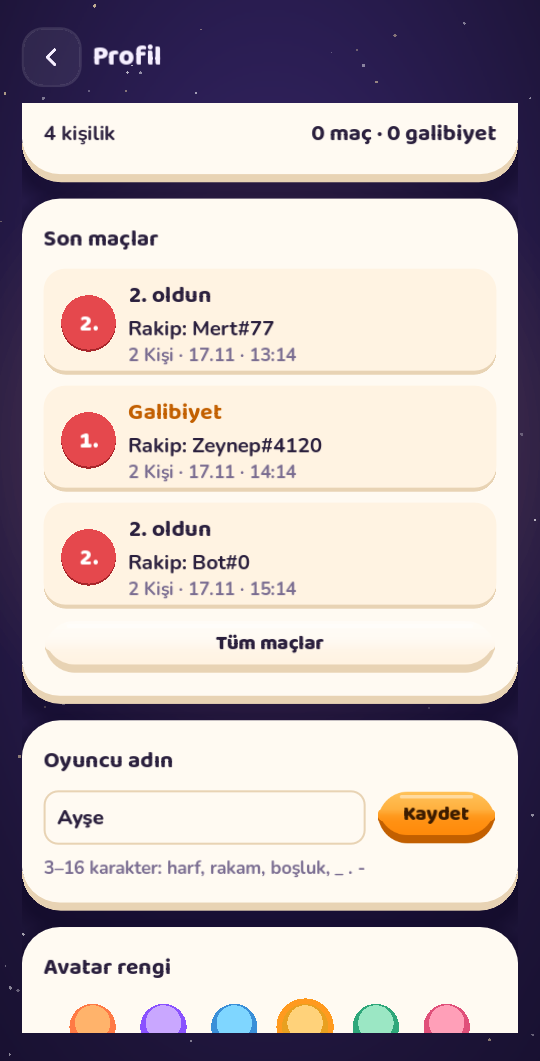 Profil
4 kişilik 0 maç · 0 galibiyet
Son maçlar
2. oldun
2. Rakip: Mert#77
2 Kişi · 17.11 · 13:14
Galibiyet
1. Rakip: Zeynep#4120
2 Kişi · 17.11 · 14:14
2. oldun
2. Rakip: Bot#0
2 Kişi · 17.11 · 15:14
Tüm maçlar
Oyuncu adın
Ayşe Kaydet
3–16 karakter: harf, rakam, boşluk, _ . -
Avatar rengi